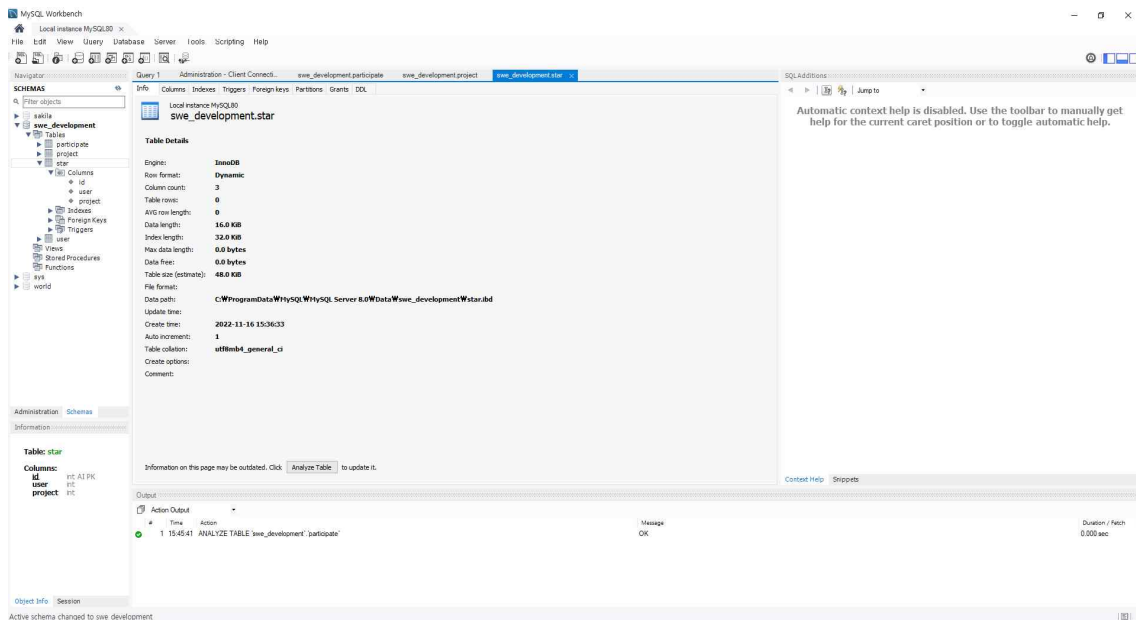 MySQL Workbench
Local instance MySQL80 ×
File Edit View Query Database Server Tools Scripting Help
Navigator
SCHEMAS
Filter objects
sakila
swe_development
Tables
participate
project
star
Columns
id
user
project
Indexes
Foreign Keys
Triggers
user
Views
Stored Procedures
Functions
sys
world
Administration Schemas
Information
Table: star
Columns:
id int AI PK
user int
project int
Object Info Session
Query 1 Administration - Client Connecti... swe_development.participate swe_development.project swe_development.star ×
Info Columns Indexes Triggers Foreign keys Partitions Grants DDL
Local instance MySQL80
swe_development.star
Table Details
Engine: InnoDB
Row format: Dynamic
Column count: 3
Table rows: 0
AVG row length: 0
Data length: 16.0 KiB
Index length: 32.0 KiB
Max data length: 0.0 bytes
Data free: 0.0 bytes
Table size (estimate): 48.0 KiB
File format:
Data path: C:₩ProgramData₩MySQL₩MySQL Server 8.0₩Data₩swe_development₩star.ibd
Update time:
Create time: 2022-11-16 15:36:33
Auto increment: 1
Table collation: utf8mb4_general_ci
Create options:
Comment:
Information on this page may be outdated. Click Analyze Table to update it.
SQLAdditions
Jump to
Automatic context help is disabled. Use the toolbar to manually get
help for the current caret position or to toggle automatic help.
Context Help Snippets
Output
Action Output
# Time Action Message Duration / Fetch
1 15:45:41 ANALYZE TABLE `swe_development`.`participate` OK 0.000 sec
Active schema changed to swe_development